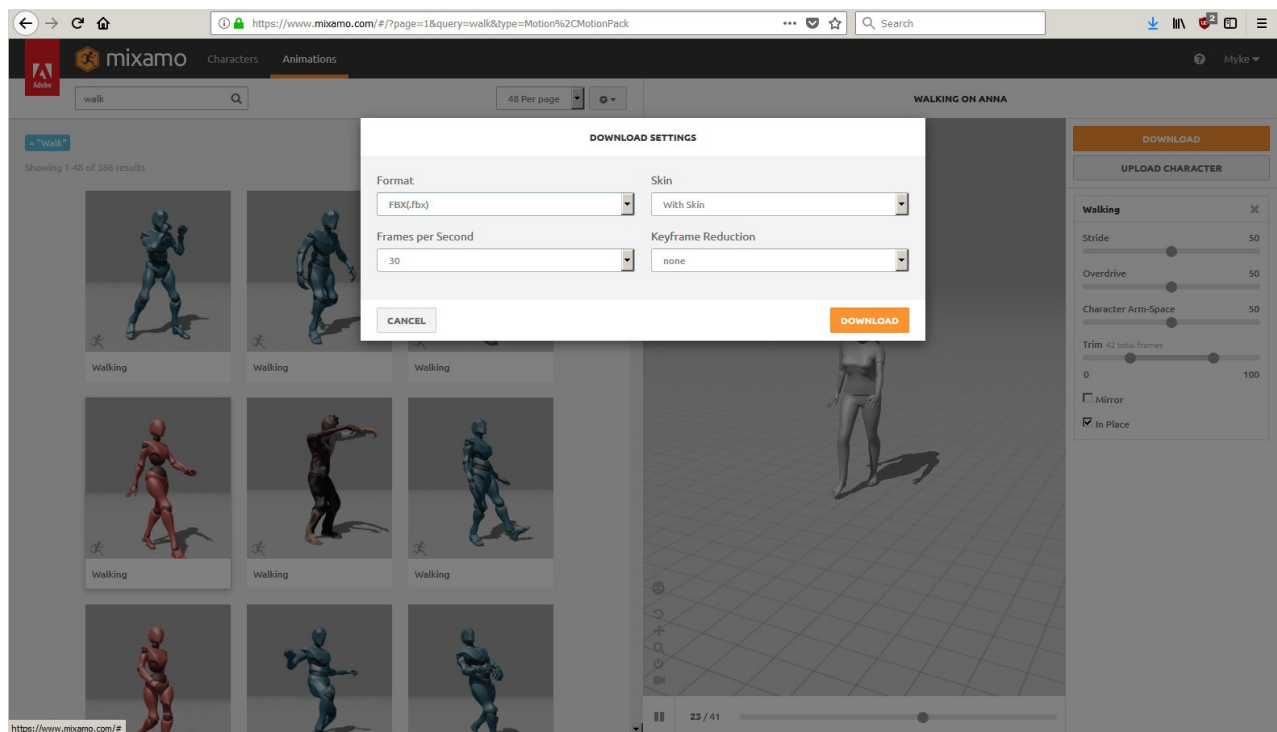 https://www.mixamo.com/#/?page=1&query=walk&type=Motion%2CMotionPack
Search
2
Adobe
mixamo
Characters
Animations
Myke
walk
48 Per page
WALKING ON ANNA
"Walk"
Showing 1-48 of 386 results
DOWNLOAD SETTINGS
Format
Skin
FBX(.fbx)
With Skin
Frames per Second
Keyframe Reduction
30
none
CANCEL
DOWNLOAD
DOWNLOAD
UPLOAD CHARACTER
Walking
Stride 50
Overdrive 50
Character Arm-Space 50
Trim 42 total frames
0 100
Mirror
In Place
Walking
Walking
Walking
Walking
Walking
Walking
23 / 41
https://www.mixamo.com/#